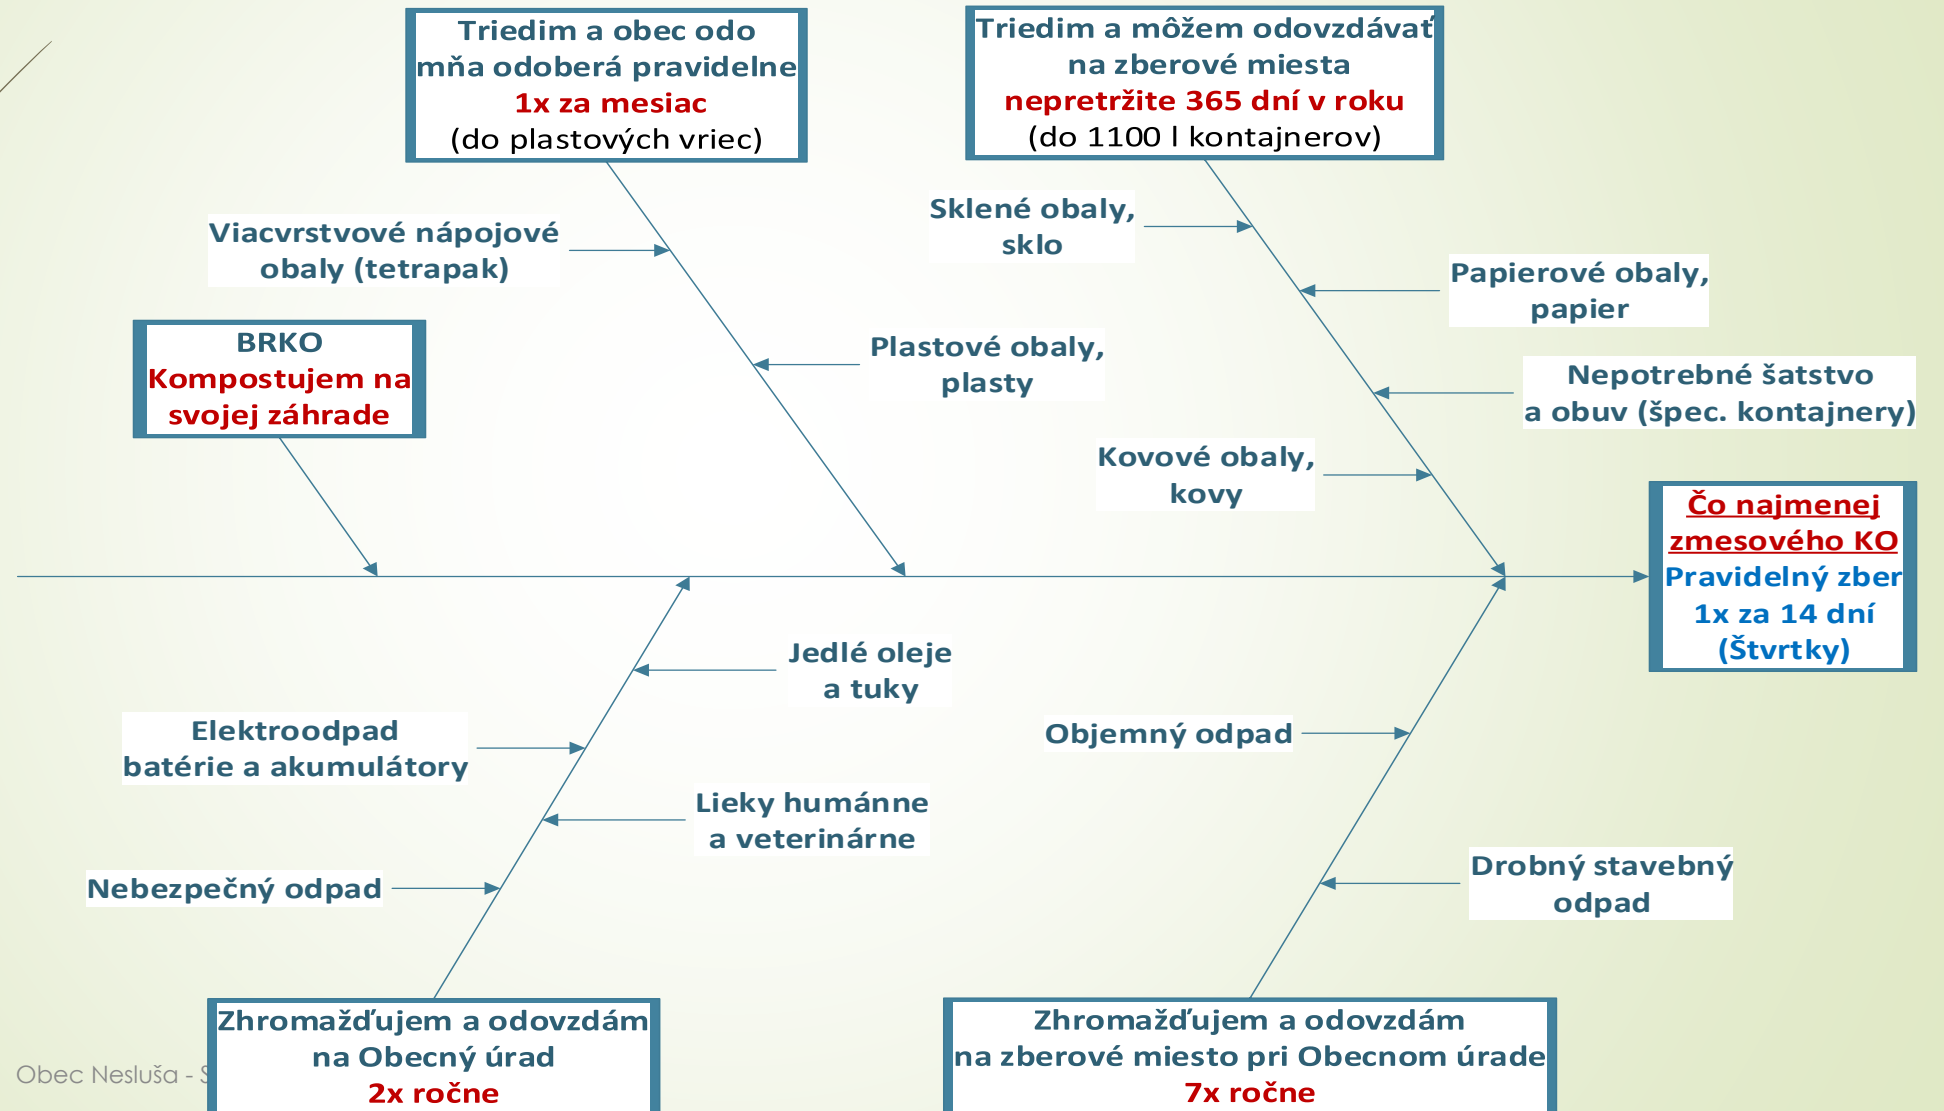 Triedim a obec odo
mňa odoberá pravidelne
1x za mesiac
(do plastových vriec)
Triedim a môžem odovzdávať
na zberové miesta
nepretržite 365 dní v roku
(do 1100 l kontajnerov)
Viacvrstvové nápojové
obaly (tetrapak)
Sklené obaly,
sklo
Papierové obaly,
papier
BRKO
Kompostujem na
svojej záhrade
Plastové obaly,
plasty
Nepotrebné šatstvo
a obuv (špec. kontajnery)
Kovové obaly,
kovy
Čo najmenej
zmesového KO
Pravidelný zber
1x za 14 dní
(Štvrtky)
Jedlé oleje
a tuky
Elektroodpad
batérie a akumulátory
Objemný odpad
Lieky humánne
a veterinárne
Nebezpečný odpad
Drobný stavebný
odpad
Zhromažďujem a odovzdám
na Obecný úrad
2x ročne
Zhromažďujem a odovzdám
na zberové miesto pri Obecnom úrade
7x ročne
Obec Nesluša -